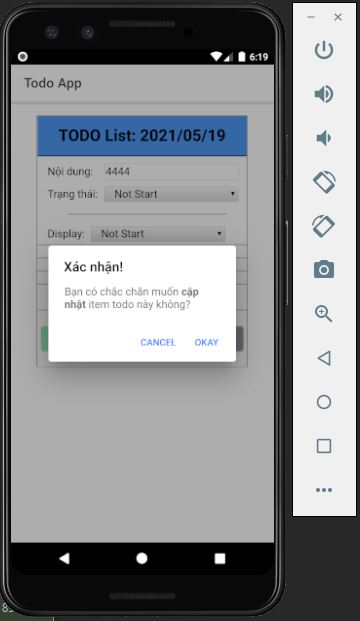 6:19
Todo App
TODO List: 2021/05/19
Nội dung: 4444
Trạng thái: Not Start
Display: Not Start
Xác nhận!
Bạn có chắc chắn muốn cập
nhật item todo này không?
CANCEL OKAY